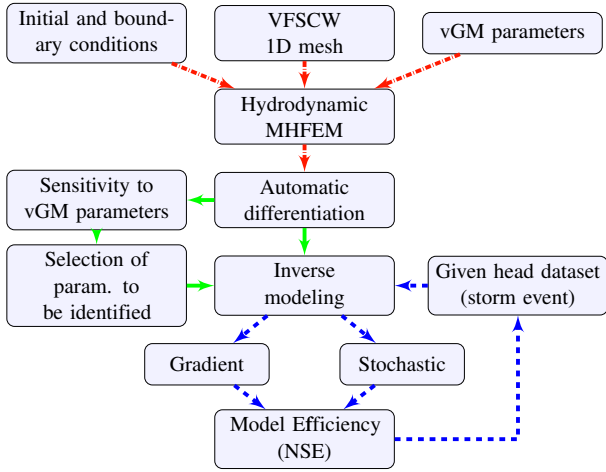 Initial and bound-
ary conditions
VFSCW
1D mesh
vGM parameters
Hydrodynamic
MHFEM
Sensitivity to
vGM parameters
Automatic
differentiation
Selection of
param. to
be identified
Inverse
modeling
Given head dataset
(storm event)
Gradient
Stochastic
Model Efficiency
(NSE)